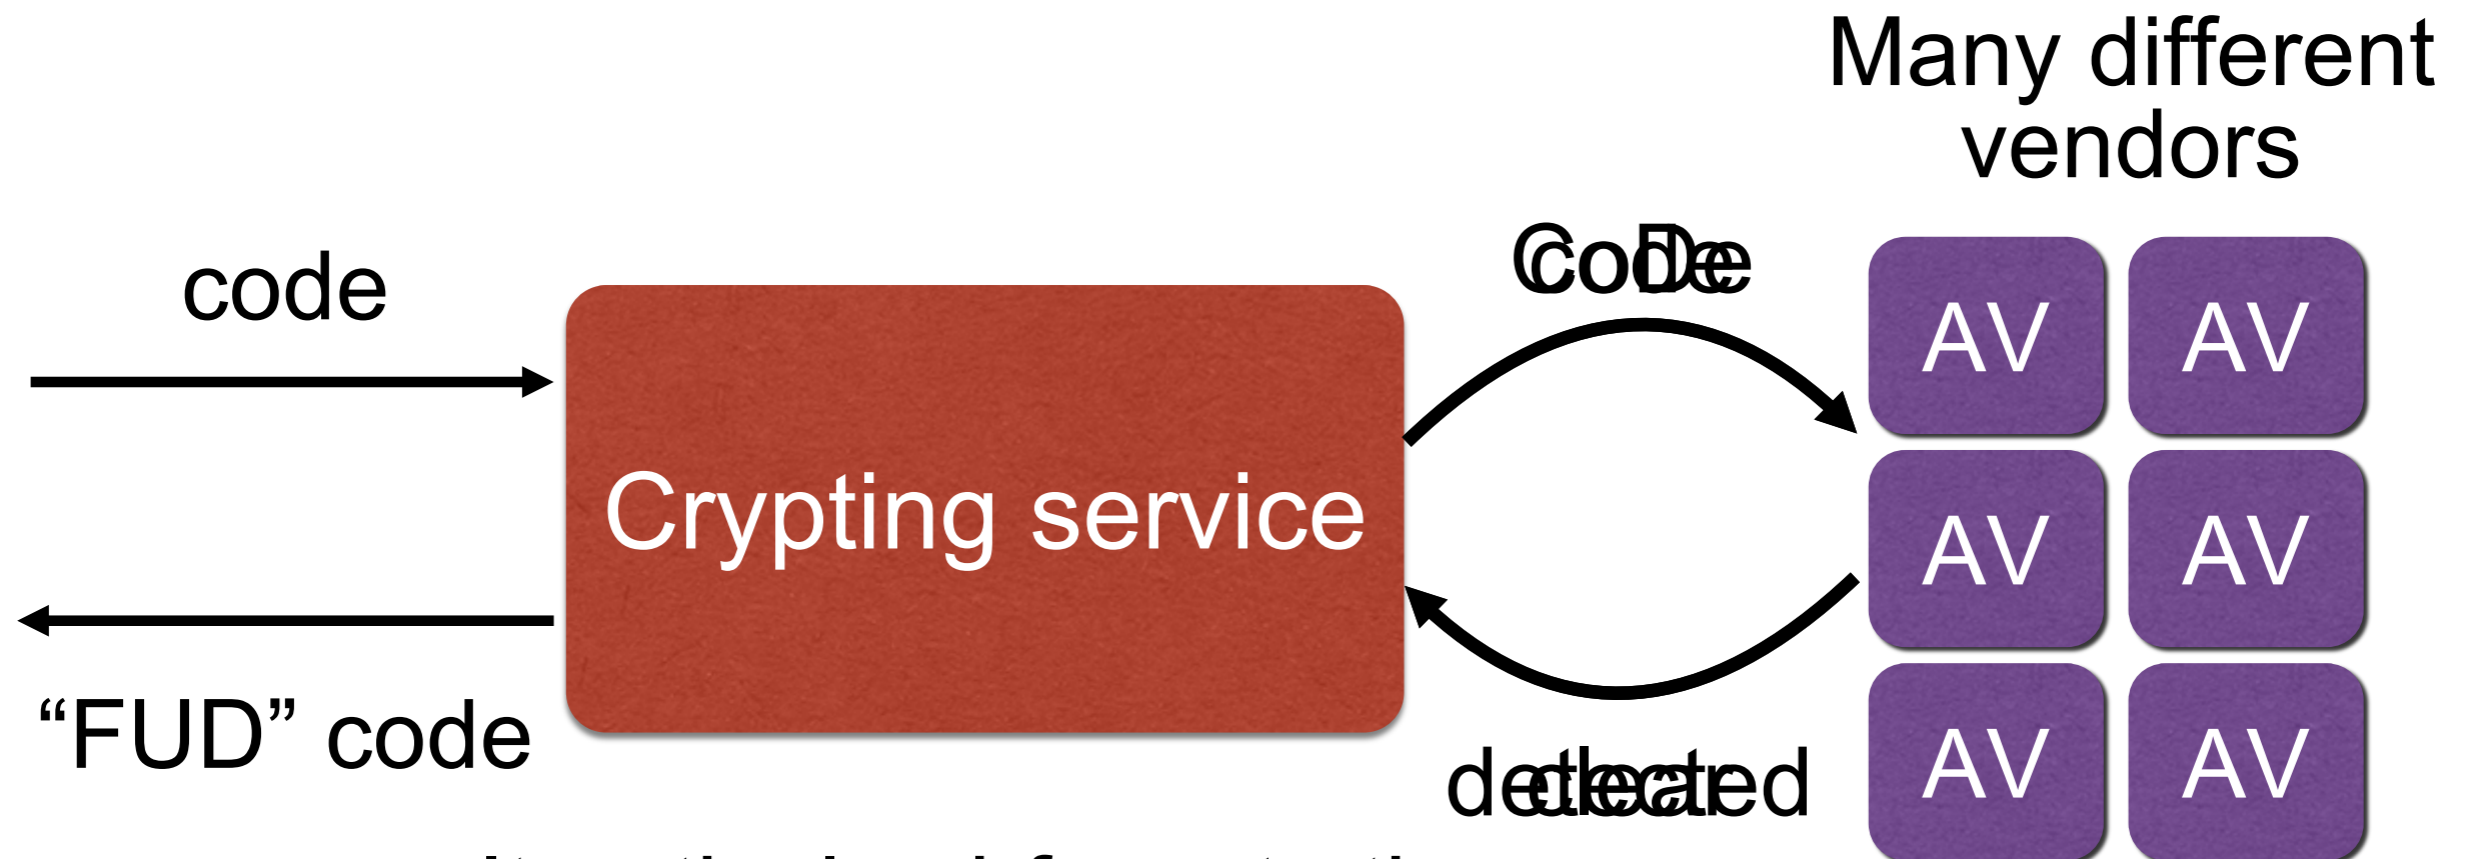 Many different
vendors
code
AV AV
Crypting service
AV AV
“FUD” code
AV AV